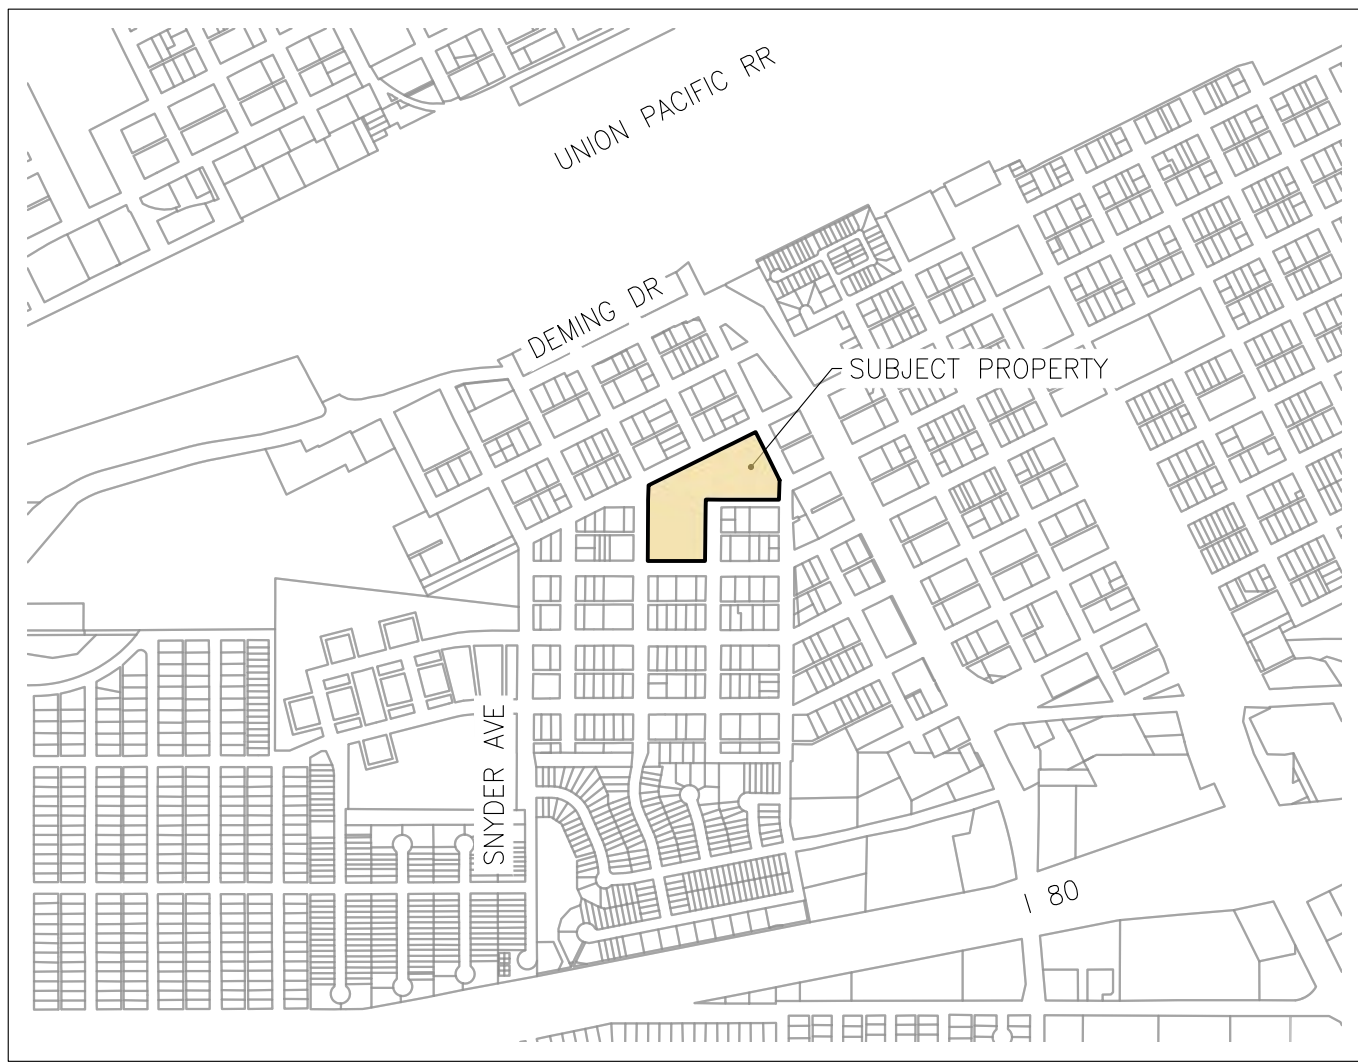 UNION PACIFIC RR
DEMING DR
SUBJECT PROPERTY
SNYDER AVE
I 80